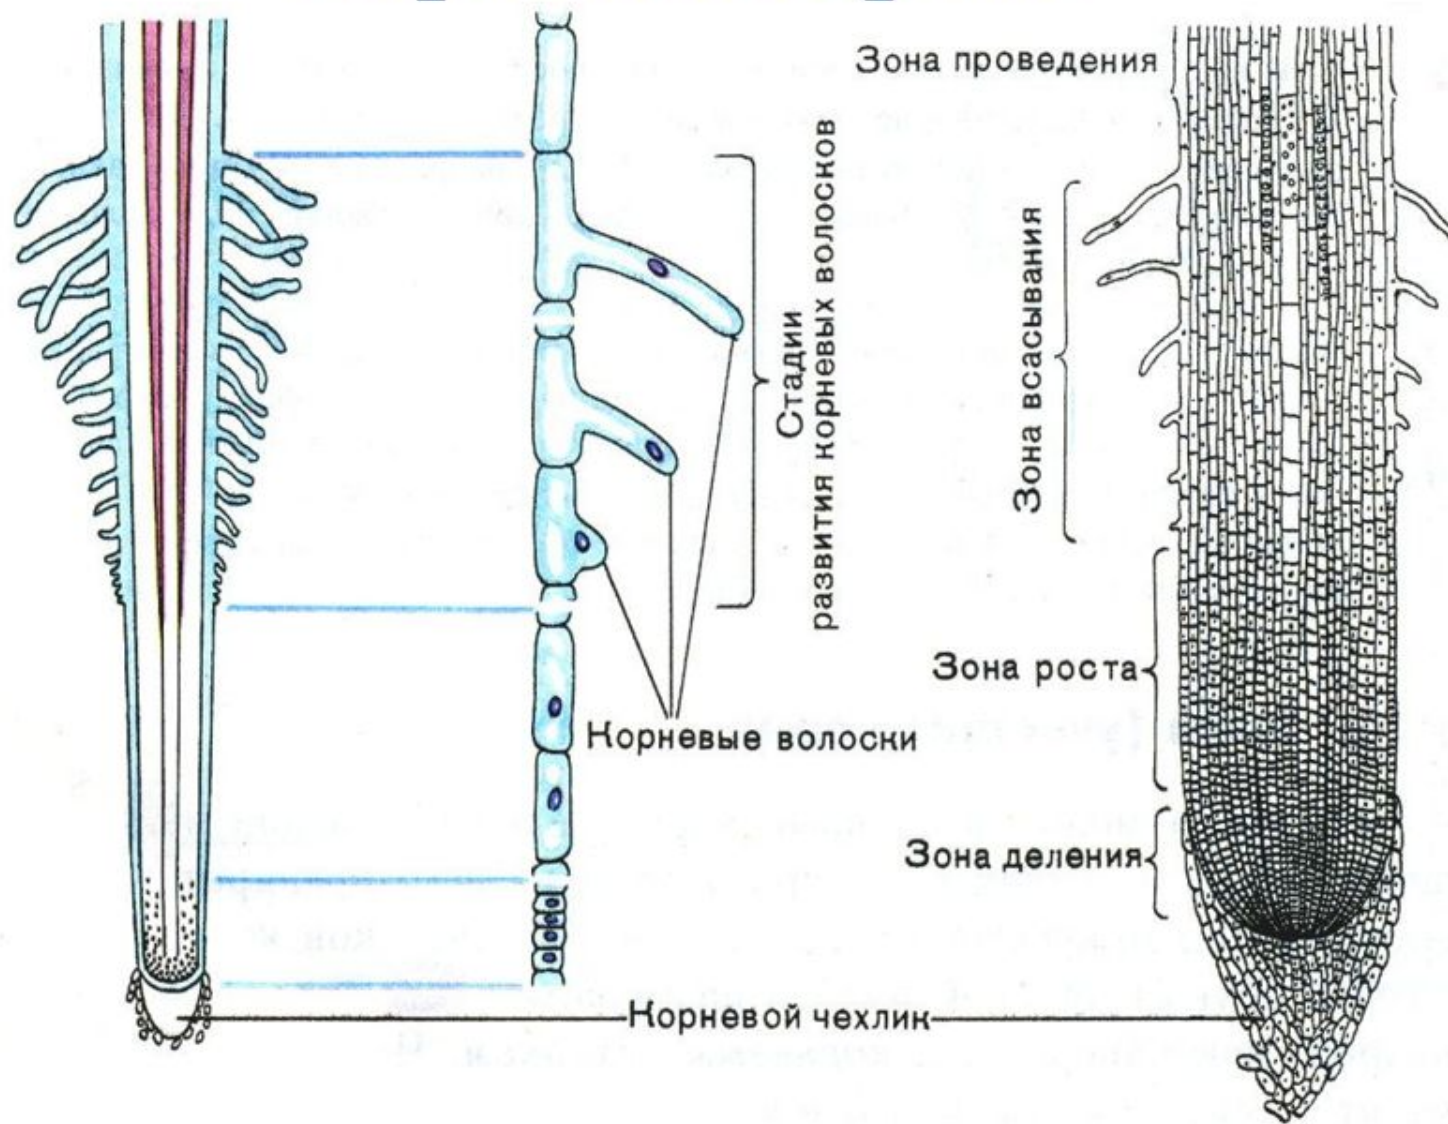 Зона проведения
Стадии
развития корневых волосков
Зона всасывания
Зона роста
Корневые волоски
Зона деления
Корневой чехлик